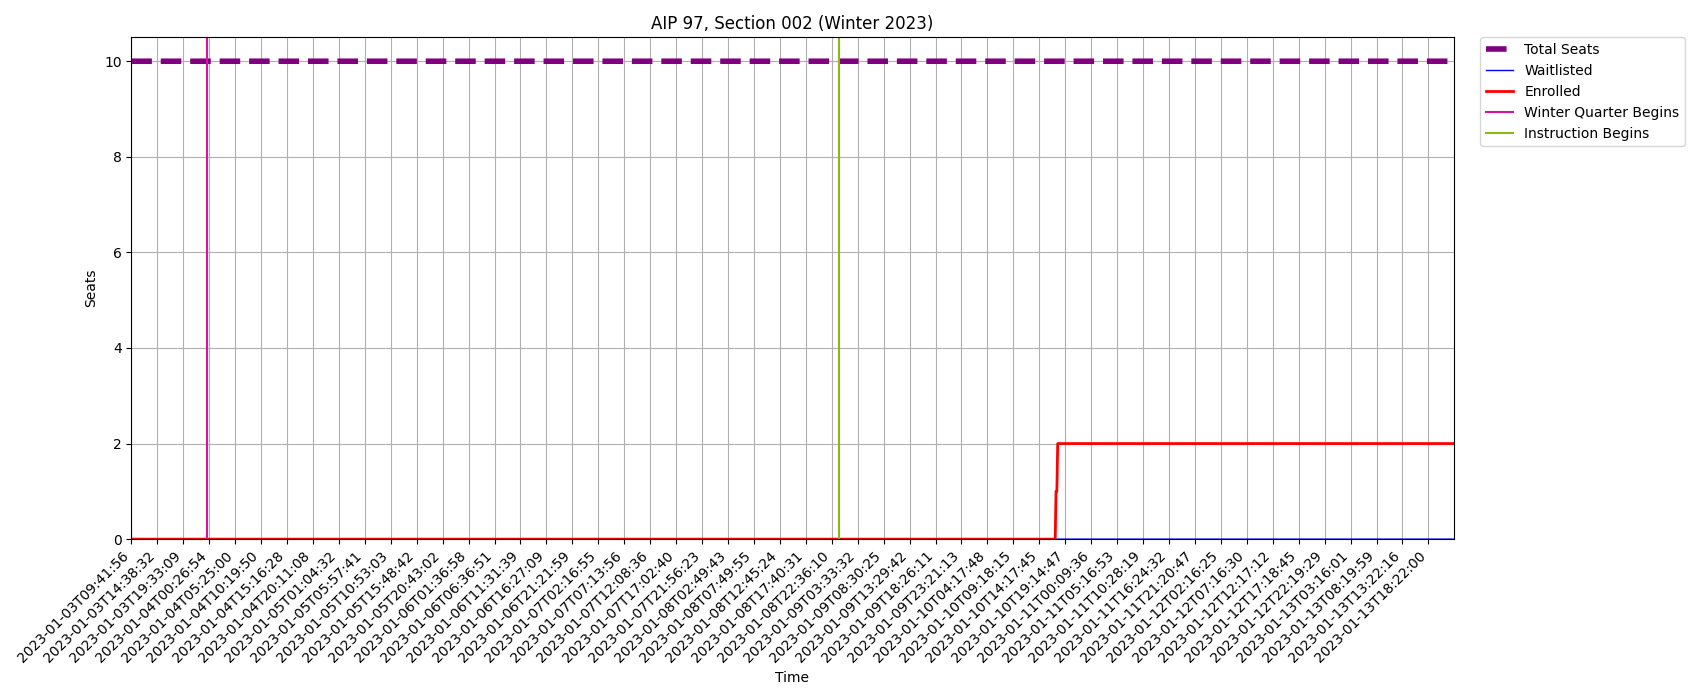 AIP 97, Section 002 (Winter 2023)
Total Seats
Waitlisted
Enrolled
Winter Quarter Begins
Instruction Begins
Seats
10
8
6
4
2
0
2023-01-03T09:41:56
2023-01-03T14:38:32
2023-01-03T19:33:09
2023-01-04T00:26:54
2023-01-04T05:25:00
2023-01-04T10:19:50
2023-01-04T15:16:28
2023-01-04T20:11:08
2023-01-05T01:04:32
2023-01-05T05:57:41
2023-01-05T10:53:03
2023-01-05T15:48:42
2023-01-05T20:43:02
2023-01-06T01:36:58
2023-01-06T06:36:51
2023-01-06T11:31:39
2023-01-06T16:27:09
2023-01-06T21:21:59
2023-01-07T02:16:55
2023-01-07T07:13:56
2023-01-07T12:08:36
2023-01-07T17:02:40
2023-01-07T21:56:23
2023-01-08T02:49:43
2023-01-08T07:49:55
2023-01-08T12:45:24
2023-01-08T17:40:31
2023-01-08T22:36:10
2023-01-09T03:33:32
2023-01-09T08:30:25
2023-01-09T13:29:42
2023-01-09T18:26:11
2023-01-09T23:21:13
2023-01-10T04:17:48
2023-01-10T09:18:15
2023-01-10T14:17:45
2023-01-10T19:14:47
2023-01-11T00:09:36
2023-01-11T05:16:53
2023-01-11T10:28:19
2023-01-11T16:24:32
2023-01-11T21:20:47
2023-01-12T02:16:25
2023-01-12T07:16:30
2023-01-12T12:17:12
2023-01-12T17:18:45
2023-01-12T22:19:29
2023-01-13T03:16:01
2023-01-13T08:19:59
2023-01-13T13:22:16
2023-01-13T18:22:00
Time